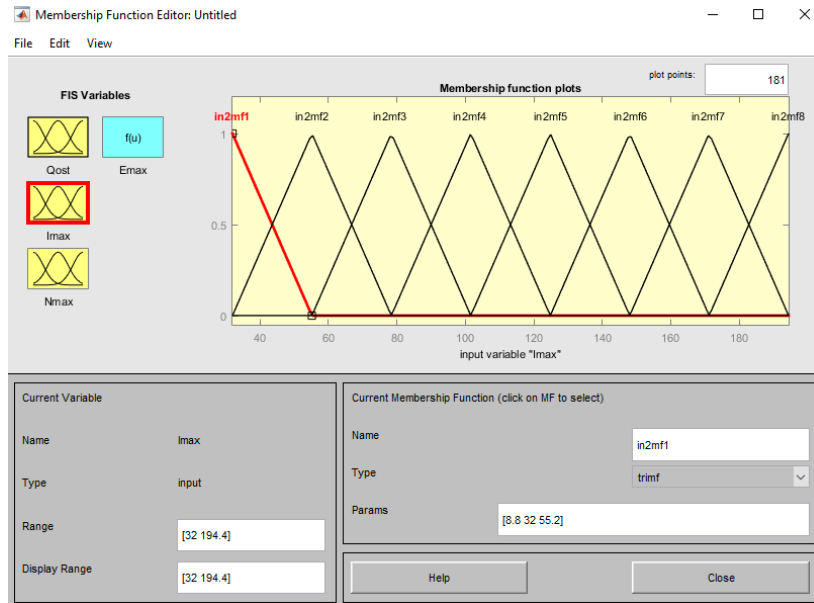 Membership Function Editor: Untitled
File Edit View
FIS Variables
f(u)
Qost Emax
Imax
Nmax
plot points: 181
Membership function plots
in2mf1 in2mf2 in2mf3 in2mf4 in2mf5 in2mf6 in2mf7 in2mf8
1
0.5
0
40 60 80 100 120 140 160 180
input variable "Imax"
Current Variable
Name Imax
Type input
Range [32 194.4]
Display Range [32 194.4]
Current Membership Function (click on MF to select)
Name in2mf1
Type trimf
Params [8.8 32 55.2]
Help Close